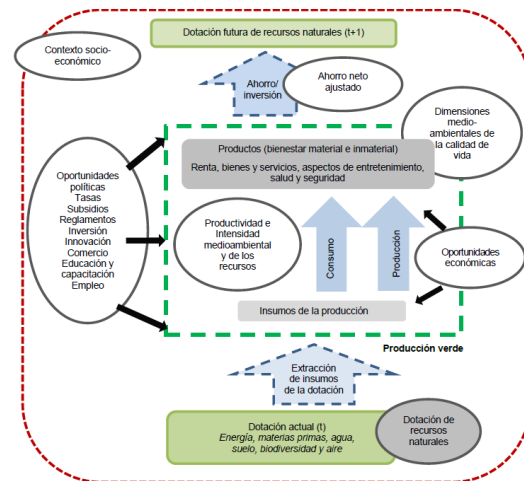 Dotación futura de recursos naturales (t+1)
Contexto socio-
económico
Ahorro/
inversión
Ahorro neto
ajustado
Dimensiones
medio-
ambientales de
la calidad de
vida
Productos (bienestar material e inmaterial)
Renta, bienes y servicios, aspectos de entretenimiento,
salud y seguridad
Oportunidades
políticas
Tasas
Subsidios
Reglamentos
Inversión
Innovación
Comercio
Educación y
capacitación
Empleo
Productividad e
Intensidad
medioambiental
y de los
recursos
Consumo
Producción
Oportunidades
económicas
Insumos de la producción
Producción verde
Extracción
de insumos
de la dotación
Dotación actual (t)
Energía, materias primas, agua,
suelo, biodiversidad y aire
Dotación de
recursos
naturales